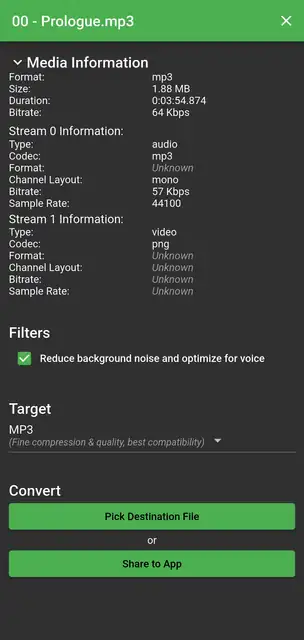 00 - Prologue.mp3
Media Information
Format: mp3
Size: 1.88 MB
Duration: 0:03:54.874
Bitrate: 64 Kbps
Stream 0 Information:
Type: audio
Codec: mp3
Format: Unknown
Channel Layout: mono
Bitrate: 57 Kbps
Sample Rate: 44100
Stream 1 Information:
Type: video
Codec: png
Format: Unknown
Channel Layout: Unknown
Bitrate: Unknown
Sample Rate: Unknown
Filters
Reduce background noise and optimize for voice
Target
MP3
(Fine compression & quality, best compatibility)
Convert
Pick Destination File
or
Share to App